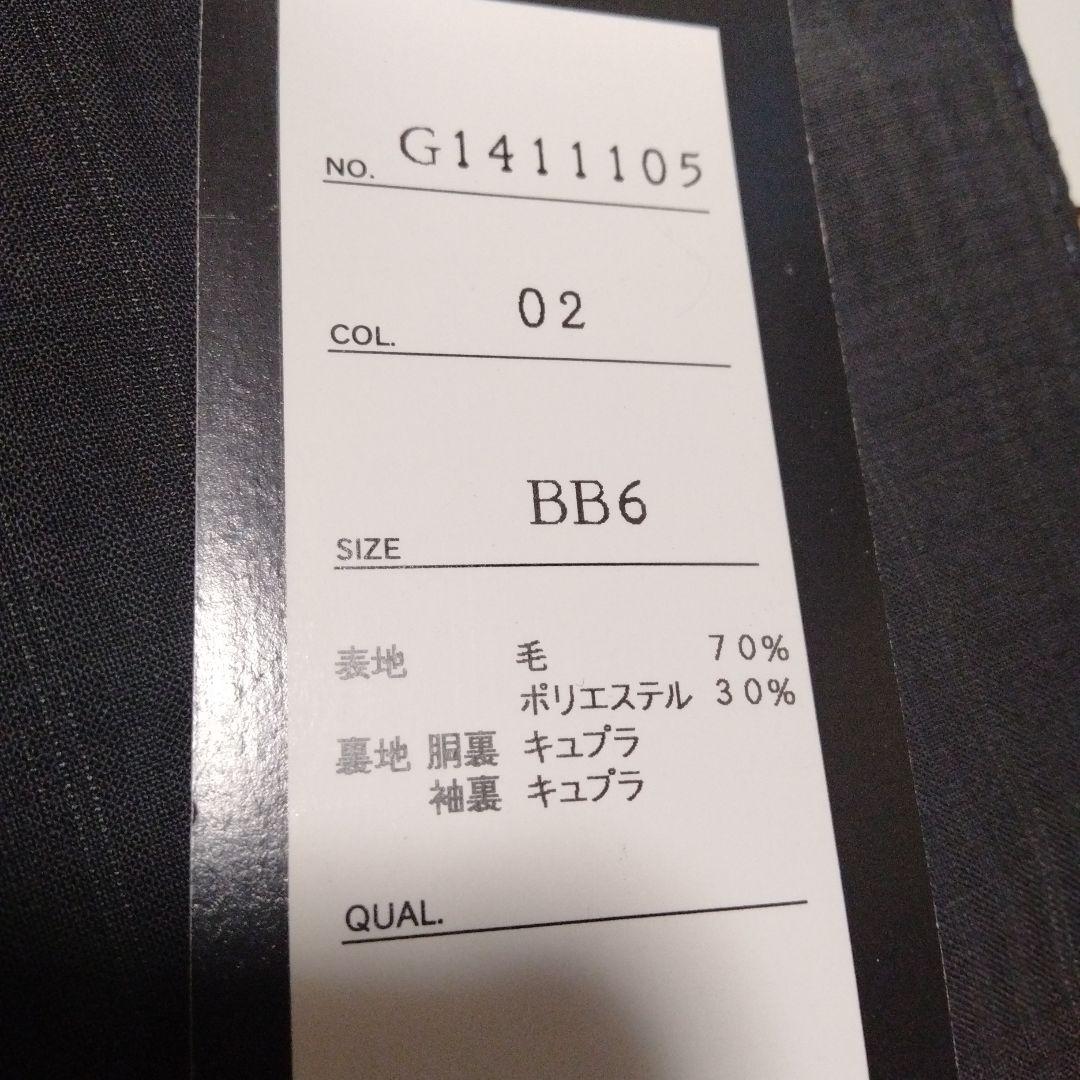 NO. G1411105
COL. 02
SIZE BB6
表地 毛 70%
ポリエステル 30%
裏地 胴裏 キュプラ
袖裏 キュプラ
QUAL.